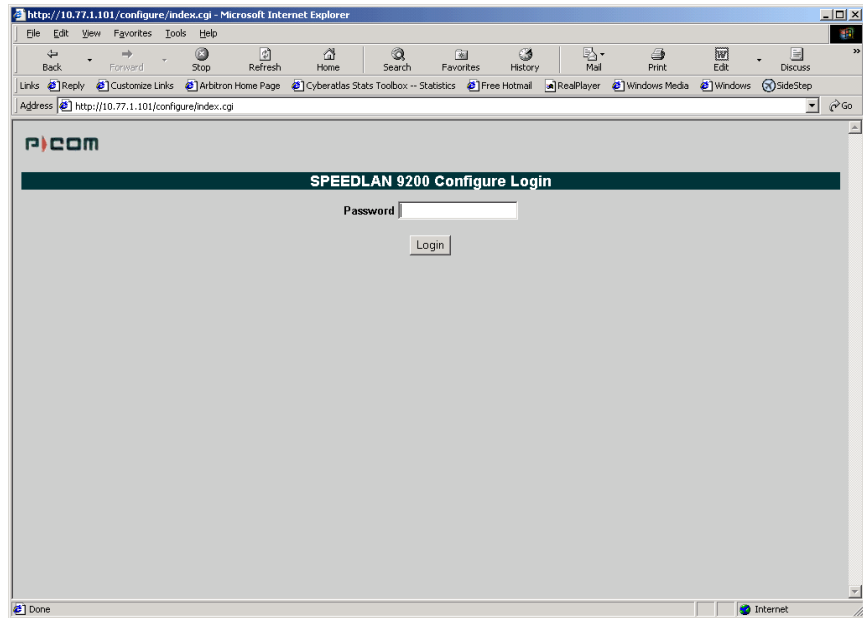 http://10.77.1.101/configure/index.cgi - Microsoft Internet Explorer
File Edit View Favorites Tools Help
Back Forward Stop Refresh Home Search Favorites History Mail Print Edit Discuss »
Links Reply Customize Links Arbitron Home Page Cyberatlas Stats Toolbox -- Statistics Free Hotmail RealPlayer Windows Media Windows SideStep
Address http://10.77.1.101/configure/index.cgi Go
p)com
SPEEDLAN 9200 Configure Login
Password
Login
Done Internet